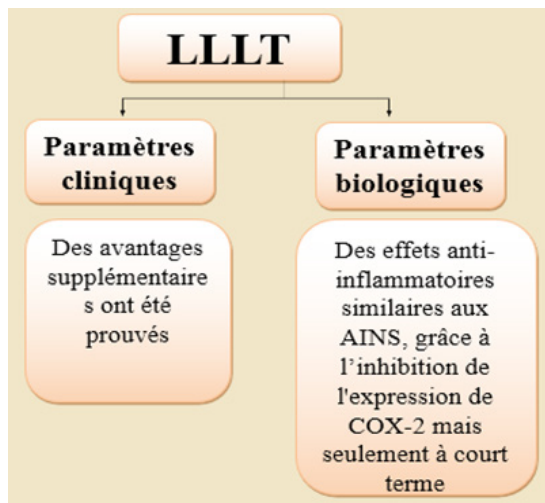 LLLT
Paramètres
cliniques
Des avantages
supplémentaire
s ont été
prouvés
Paramètres
biologiques
Des effets anti-
inflammatoires
similaires aux
AINS, grâce à
l’inhibition de
l'expression de
COX-2 mais
seulement à court
terme